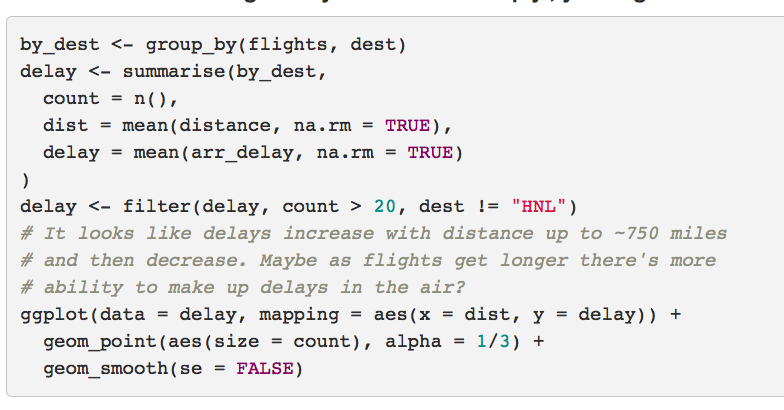 by_dest <- group_by(flights, dest)
delay <- summarise(by_dest,
  count = n(),
  dist = mean(distance, na.rm = TRUE),
  delay = mean(arr_delay, na.rm = TRUE)
)
delay <- filter(delay, count > 20, dest != "HNL")
# It looks like delays increase with distance up to ~750 miles
# and then decrease. Maybe as flights get longer there's more
# ability to make up delays in the air?
ggplot(data = delay, mapping = aes(x = dist, y = delay)) +
  geom_point(aes(size = count), alpha = 1/3) +
  geom_smooth(se = FALSE)